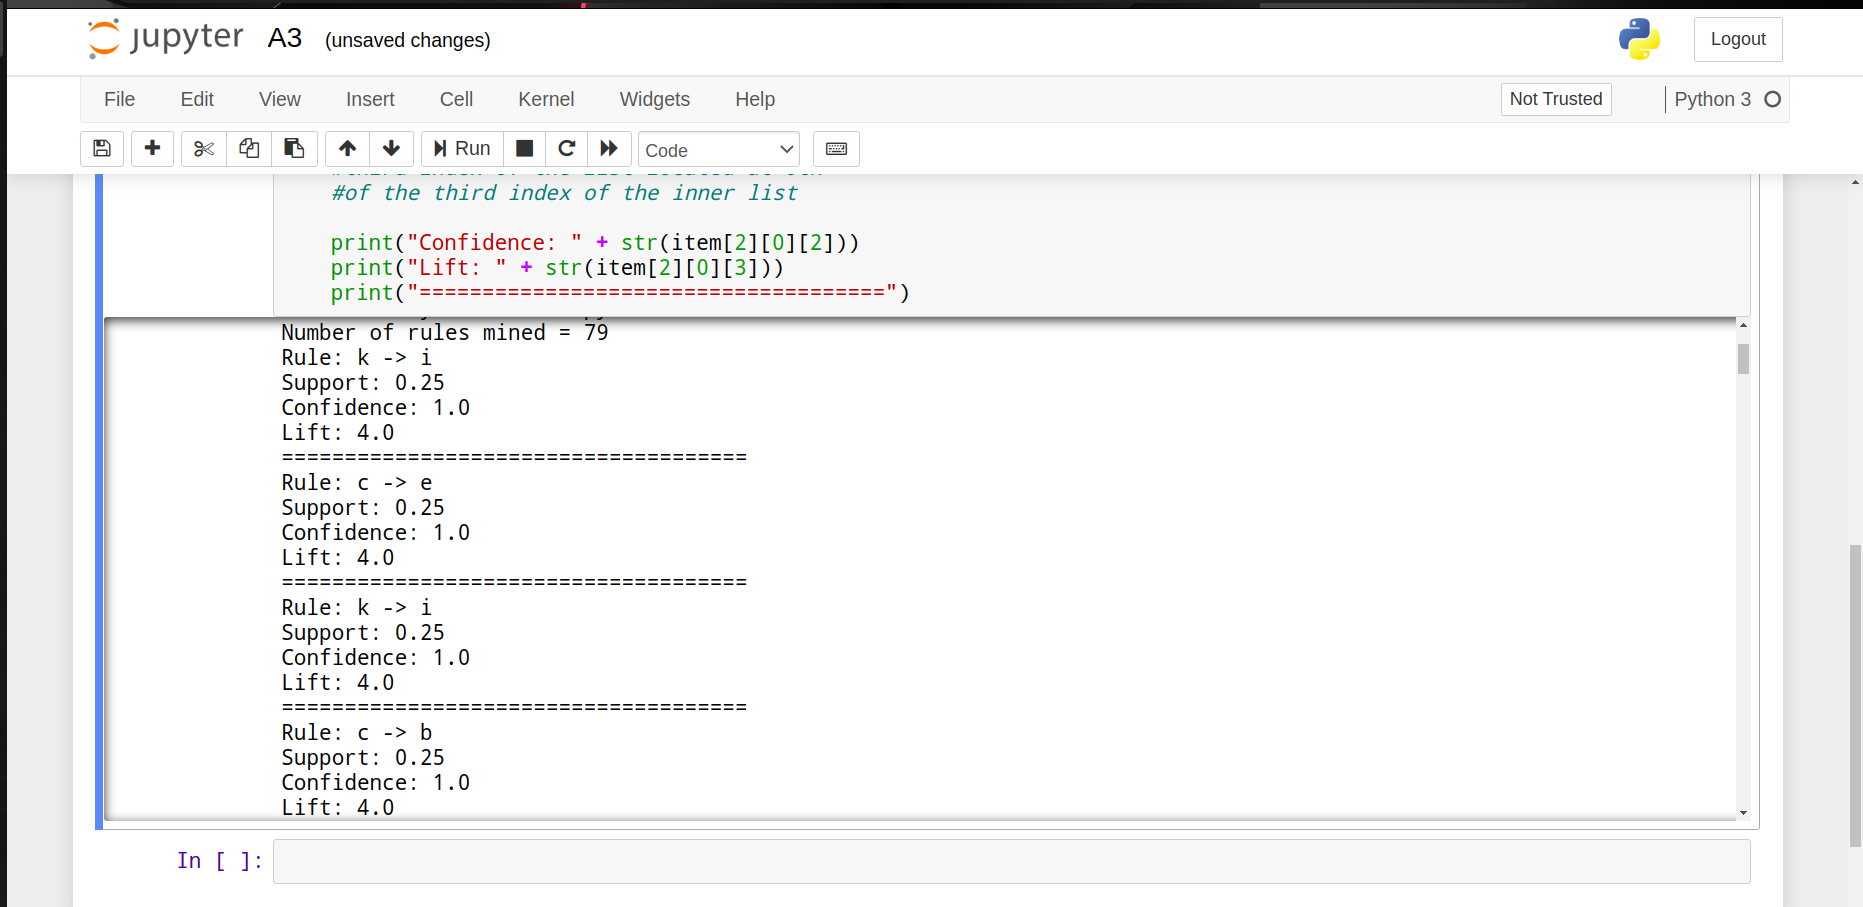 jupyter A3 (unsaved changes) Logout
File Edit View Insert Cell Kernel Widgets Help Not Trusted Python 3
Run Code
#of the third index of the inner list
print("Confidence: " + str(item[2][0][2]))
print("Lift: " + str(item[2][0][3]))
print("=====================================")
Number of rules mined = 79
Rule: k -> i
Support: 0.25
Confidence: 1.0
Lift: 4.0
=====================================
Rule: c -> e
Support: 0.25
Confidence: 1.0
Lift: 4.0
=====================================
Rule: k -> i
Support: 0.25
Confidence: 1.0
Lift: 4.0
=====================================
Rule: c -> b
Support: 0.25
Confidence: 1.0
Lift: 4.0
In [ ]: